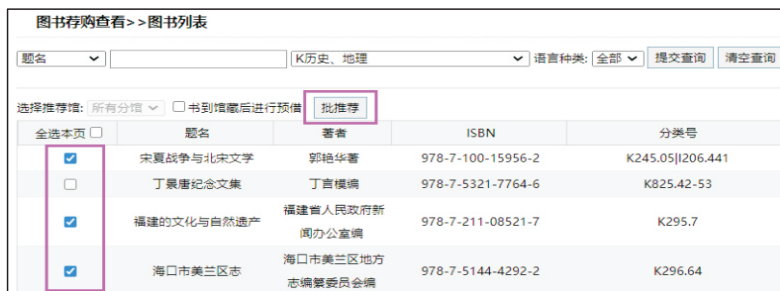 图书荐购查看>>图书列表
题名 K历史、地理 语言种类: 全部 提交查询 清空查询
选择推荐馆: 所有分馆 书到馆藏后进行预借 批推荐
全选本页 题名 著者 ISBN 分类号
宋夏战争与北宋文学 郭艳华著 978-7-100-15956-2 K245.05|I206.441
丁景唐纪念文集 丁言模编 978-7-5321-7764-6 K825.42-53
福建的文化与自然遗产 福建省人民政府新闻办公室编 978-7-211-08521-7 K295.7
海口市美兰区志 海口市美兰区地方志编纂委员会编 978-7-5144-4292-2 K296.64